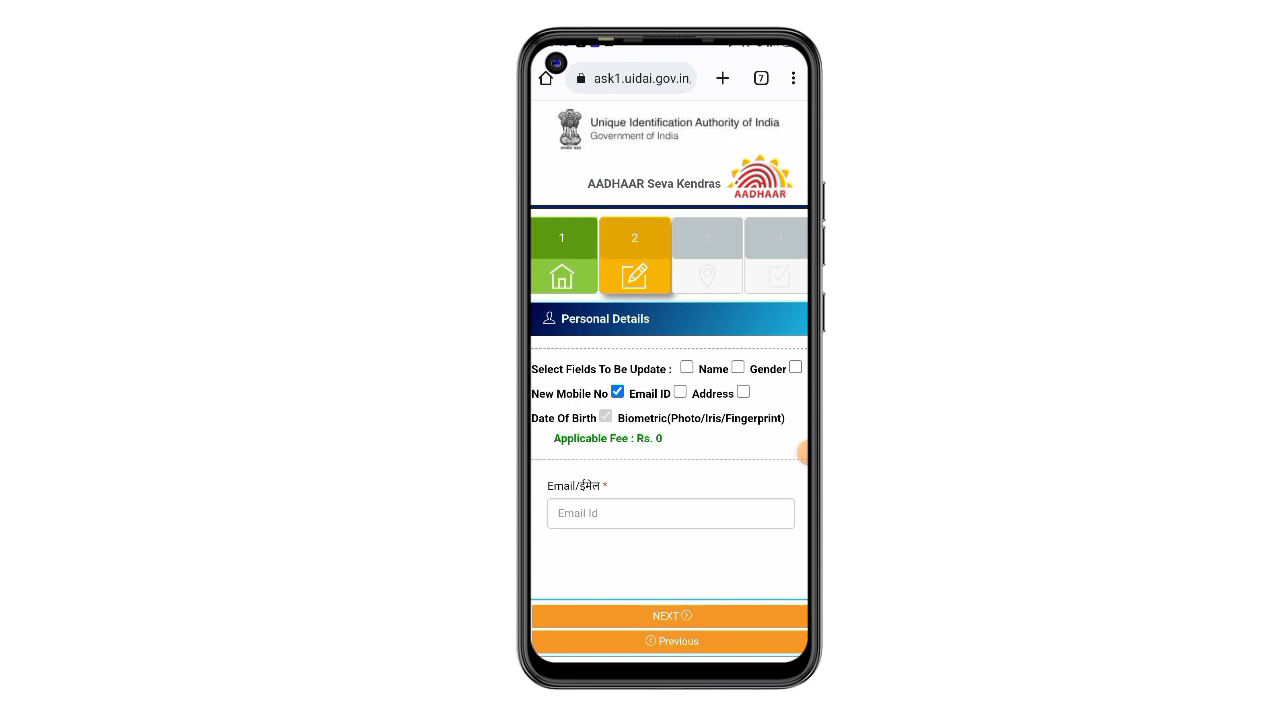 ask1.uidai.gov.in
7
Unique Identification Authority of India
Government of India
AADHAAR Seva Kendras
AADHAAR
1 2 3 4
Personal Details
Select Fields To Be Update : Name Gender
New Mobile No Email ID Address
Date Of Birth Biometric(Photo/Iris/Fingerprint)
Applicable Fee : Rs. 0
Email/ईमेल *
Email Id
NEXT
Previous